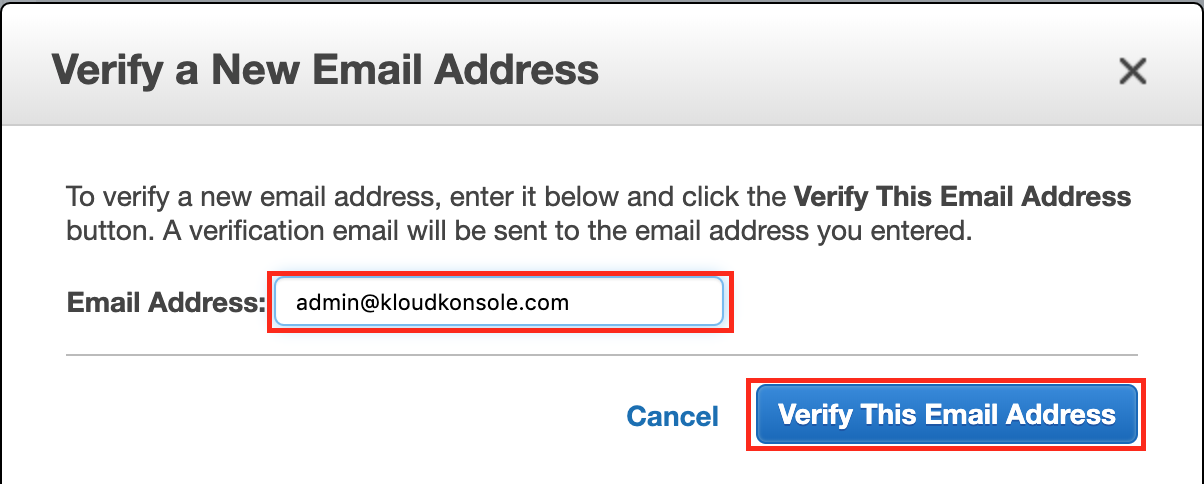 Verify a New Email Address
To verify a new email address, enter it below and click the Verify This Email Address
button. A verification email will be sent to the email address you entered.
Email Address: admin@kloudkonsole.com
Cancel Verify This Email Address